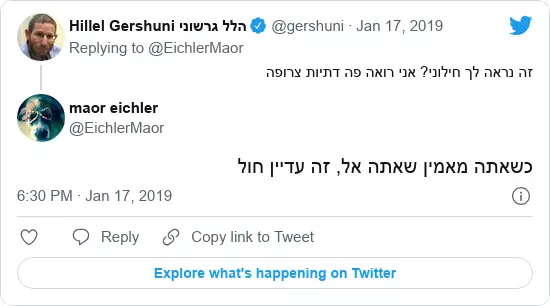 Hillel Gershuni הלל גרשוני @gershuni · Jan 17, 2019
Replying to @EichlerMaor
זה נראה לך חילוני? אני רואה פה דתיות צרופה
maor eichler
@EichlerMaor
כשאתה מאמין שאתה אל, זה עדיין חול
6:30 PM · Jan 17, 2019
Reply
Copy link to Tweet
Explore what's happening on Twitter